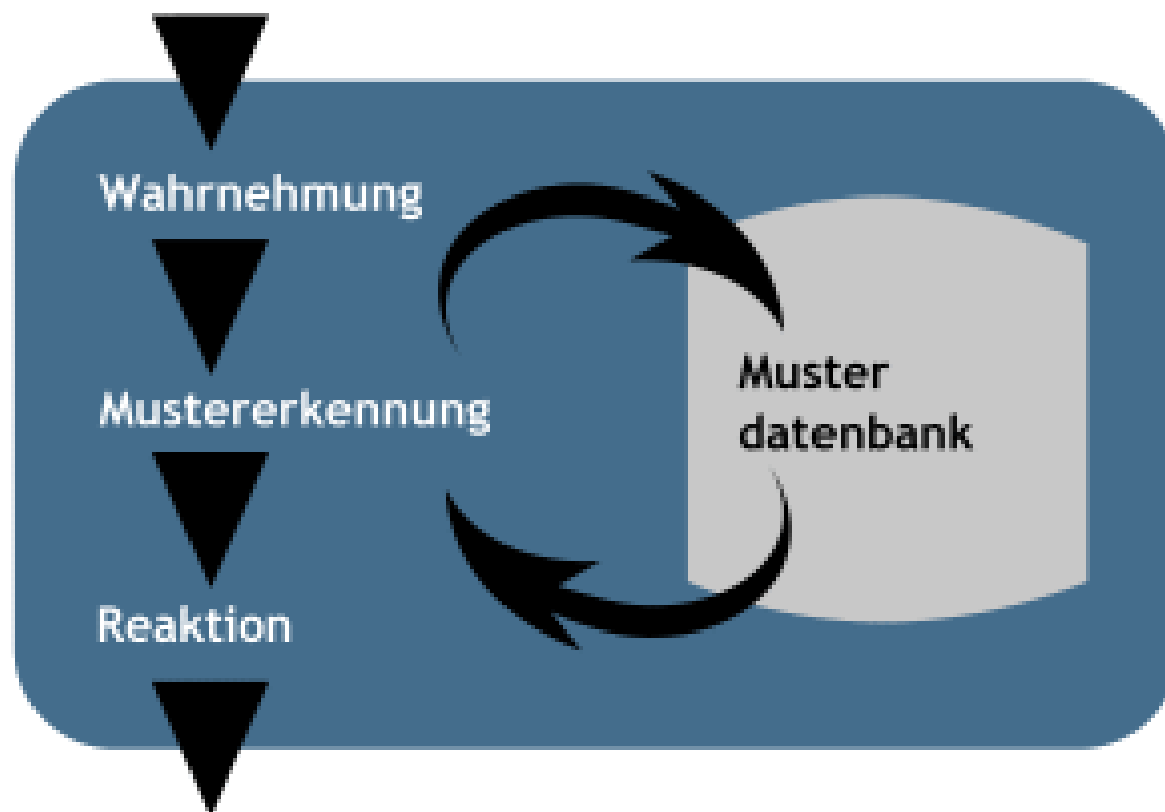 Wahrnehmung
Mustererkennung
Reaktion
Muster
datenbank